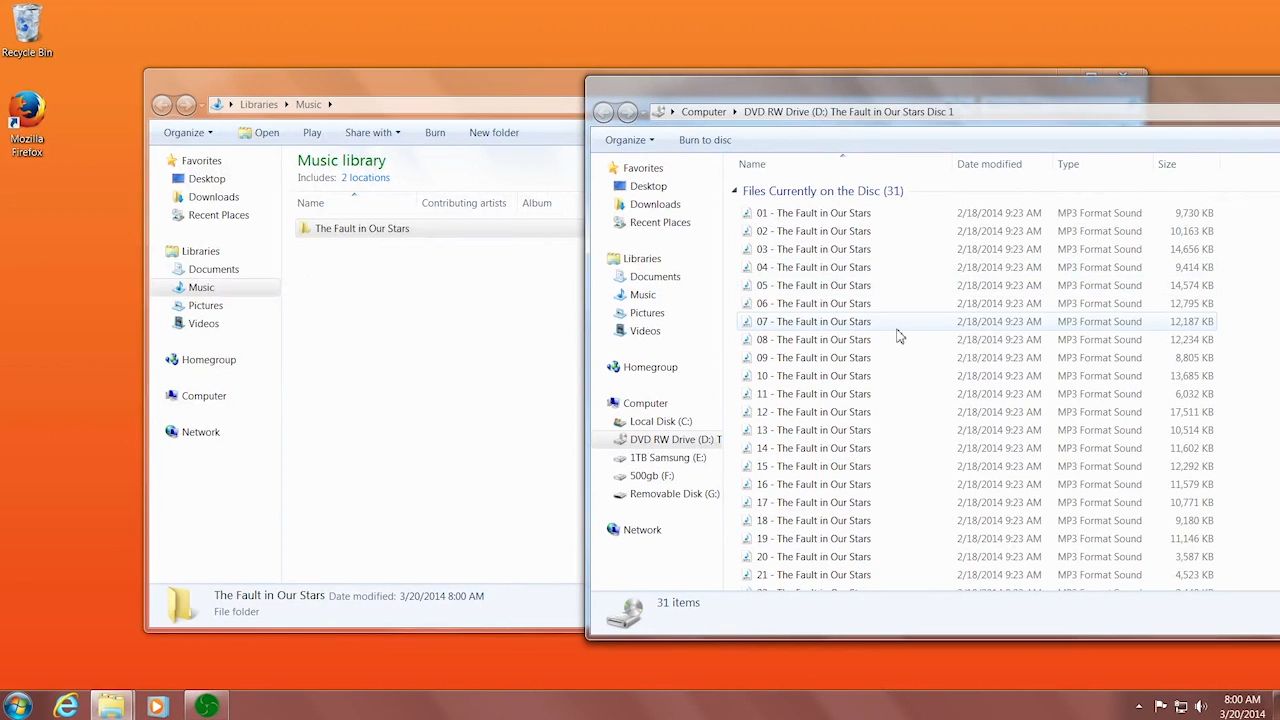 Recycle Bin
Mozilla
Firefox
Libraries Music
Organize Open Play Share with Burn New folder
Favorites
Desktop
Downloads
Recent Places
Libraries
Documents
Music
Pictures
Videos
Homegroup
Computer
Network
Music library
Includes: 2 locations
Name Contributing artists Album
The Fault in Our Stars
The Fault in Our Stars Date modified: 3/20/2014 8:00 AM
File folder
Computer DVD RW Drive (D:) The Fault in Our Stars Disc 1
Organize Burn to disc
Favorites
Desktop
Downloads
Recent Places
Libraries
Documents
Music
Pictures
Videos
Homegroup
Computer
Local Disk (C:)
DVD RW Drive (D:) T
1TB Samsung (E:)
500gb (F:)
Removable Disk (G:)
Network
Name Date modified Type Size
Files Currently on the Disc (31)
01 - The Fault in Our Stars 2/18/2014 9:23 AM MP3 Format Sound 9,730 KB
02 - The Fault in Our Stars 2/18/2014 9:23 AM MP3 Format Sound 10,163 KB
03 - The Fault in Our Stars 2/18/2014 9:23 AM MP3 Format Sound 14,656 KB
04 - The Fault in Our Stars 2/18/2014 9:23 AM MP3 Format Sound 9,414 KB
05 - The Fault in Our Stars 2/18/2014 9:23 AM MP3 Format Sound 14,574 KB
06 - The Fault in Our Stars 2/18/2014 9:23 AM MP3 Format Sound 12,795 KB
07 - The Fault in Our Stars 2/18/2014 9:23 AM MP3 Format Sound 12,187 KB
08 - The Fault in Our Stars 2/18/2014 9:23 AM MP3 Format Sound 12,234 KB
09 - The Fault in Our Stars 2/18/2014 9:23 AM MP3 Format Sound 8,805 KB
10 - The Fault in Our Stars 2/18/2014 9:23 AM MP3 Format Sound 13,685 KB
11 - The Fault in Our Stars 2/18/2014 9:23 AM MP3 Format Sound 6,032 KB
12 - The Fault in Our Stars 2/18/2014 9:23 AM MP3 Format Sound 17,511 KB
13 - The Fault in Our Stars 2/18/2014 9:23 AM MP3 Format Sound 10,514 KB
14 - The Fault in Our Stars 2/18/2014 9:23 AM MP3 Format Sound 11,602 KB
15 - The Fault in Our Stars 2/18/2014 9:23 AM MP3 Format Sound 12,292 KB
16 - The Fault in Our Stars 2/18/2014 9:23 AM MP3 Format Sound 11,579 KB
17 - The Fault in Our Stars 2/18/2014 9:23 AM MP3 Format Sound 10,771 KB
18 - The Fault in Our Stars 2/18/2014 9:23 AM MP3 Format Sound 9,180 KB
19 - The Fault in Our Stars 2/18/2014 9:23 AM MP3 Format Sound 11,146 KB
20 - The Fault in Our Stars 2/18/2014 9:23 AM MP3 Format Sound 3,587 KB
21 - The Fault in Our Stars 2/18/2014 9:23 AM MP3 Format Sound 4,523 KB
31 items
8:00 AM
3/20/2014